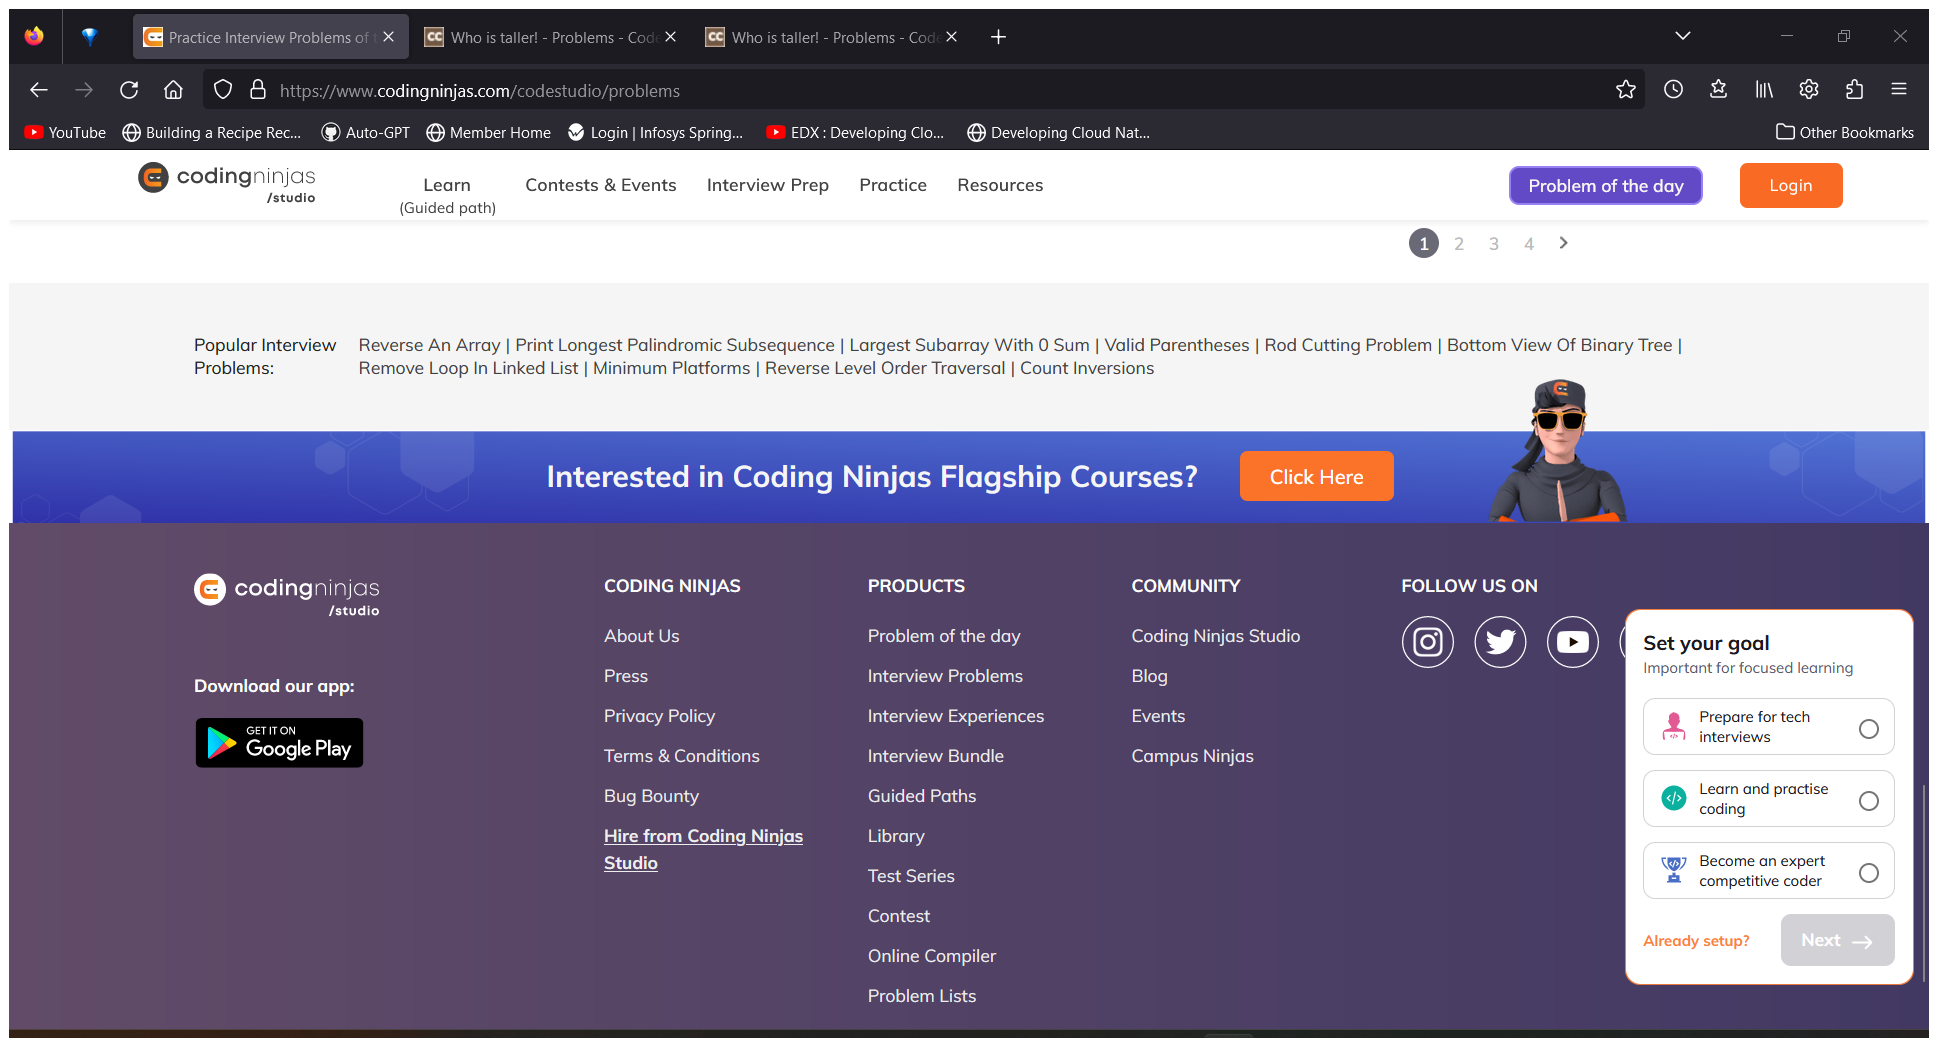 Practice Interview Problems of t
Who is taller! - Problems - Code
Who is taller! - Problems - Code
https://www.codingninjas.com/codestudio/problems
YouTube
Building a Recipe Rec...
Auto-GPT
Member Home
Login | Infosys Spring...
EDX : Developing Clo...
Developing Cloud Nat...
Other Bookmarks
codingninjas
/studio
Learn
(Guided path)
Contests & Events
Interview Prep
Practice
Resources
Problem of the day
Login
1 2 3 4
Popular Interview
Problems:
Reverse An Array | Print Longest Palindromic Subsequence | Largest Subarray With 0 Sum | Valid Parentheses | Rod Cutting Problem | Bottom View Of Binary Tree |
Remove Loop In Linked List | Minimum Platforms | Reverse Level Order Traversal | Count Inversions
Interested in Coding Ninjas Flagship Courses?
Click Here
codingninjas
/studio
Download our app:
GET IT ON
Google Play
CODING NINJAS
About Us
Press
Privacy Policy
Terms & Conditions
Bug Bounty
Hire from Coding Ninjas
Studio
PRODUCTS
Problem of the day
Interview Problems
Interview Experiences
Interview Bundle
Guided Paths
Library
Test Series
Contest
Online Compiler
Problem Lists
COMMUNITY
Coding Ninjas Studio
Blog
Events
Campus Ninjas
FOLLOW US ON
Set your goal
Important for focused learning
Prepare for tech
interviews
Learn and practise
coding
Become an expert
competitive coder
Already setup?
Next